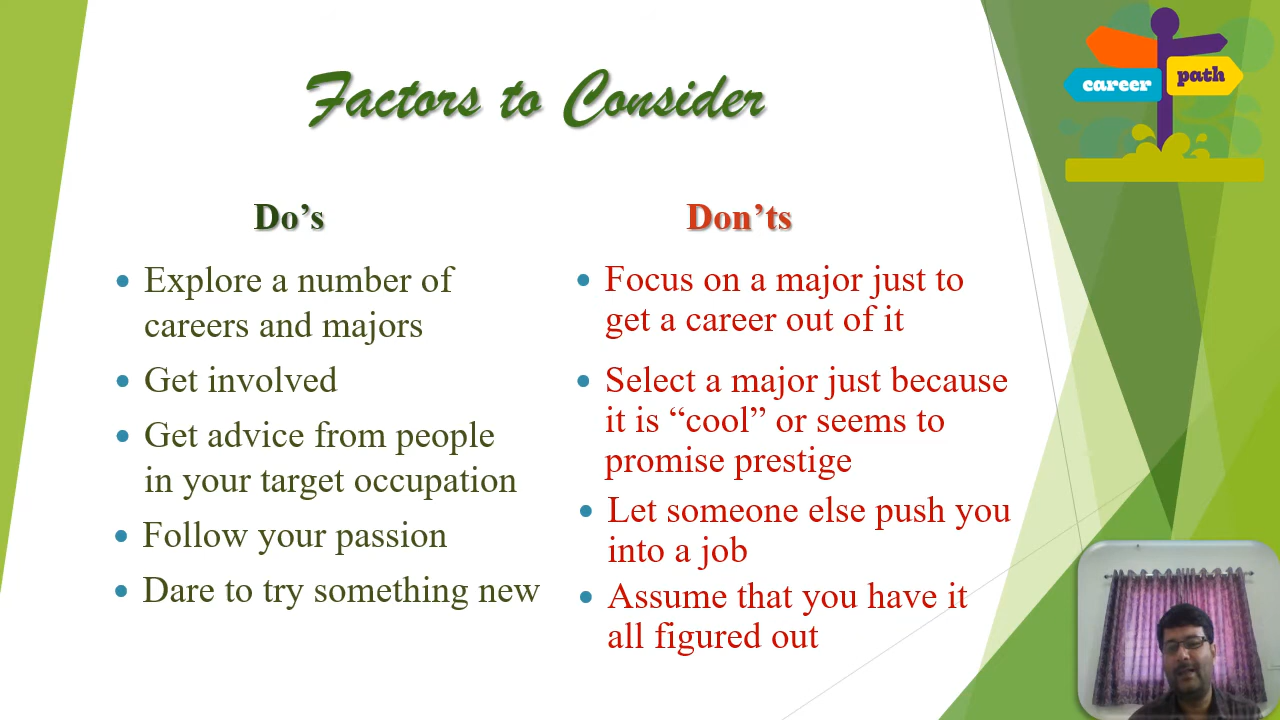 Factors to Consider
career
path
Do’s
Explore a number of
careers and majors
Get involved
Get advice from people
in your target occupation
Follow your passion
Dare to try something new
Don’ts
Focus on a major just to
get a career out of it
Select a major just because
it is “cool” or seems to
promise prestige
Let someone else push you
into a job
Assume that you have it
all figured out